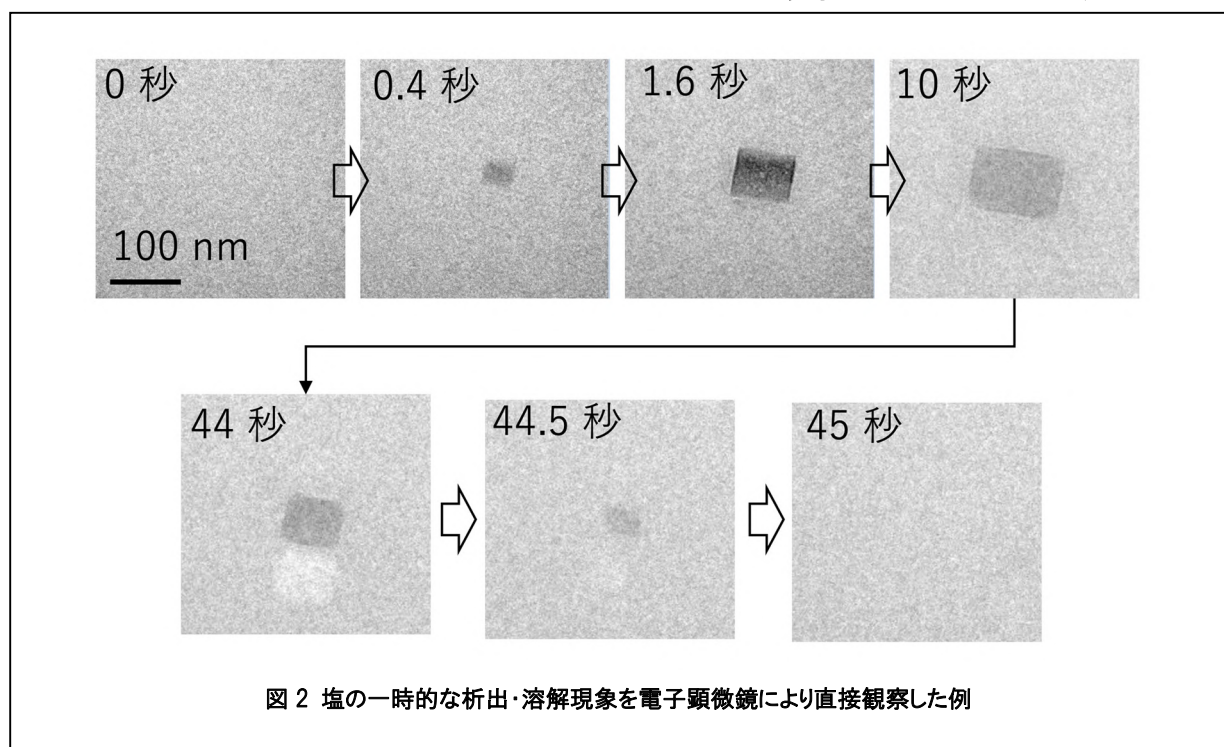 0 秒
0.4 秒
1.6 秒
10 秒
100 nm
44 秒
44.5 秒
45 秒
図 2 塩の一時的な析出・溶解現象を電子顕微鏡により直接観察した例